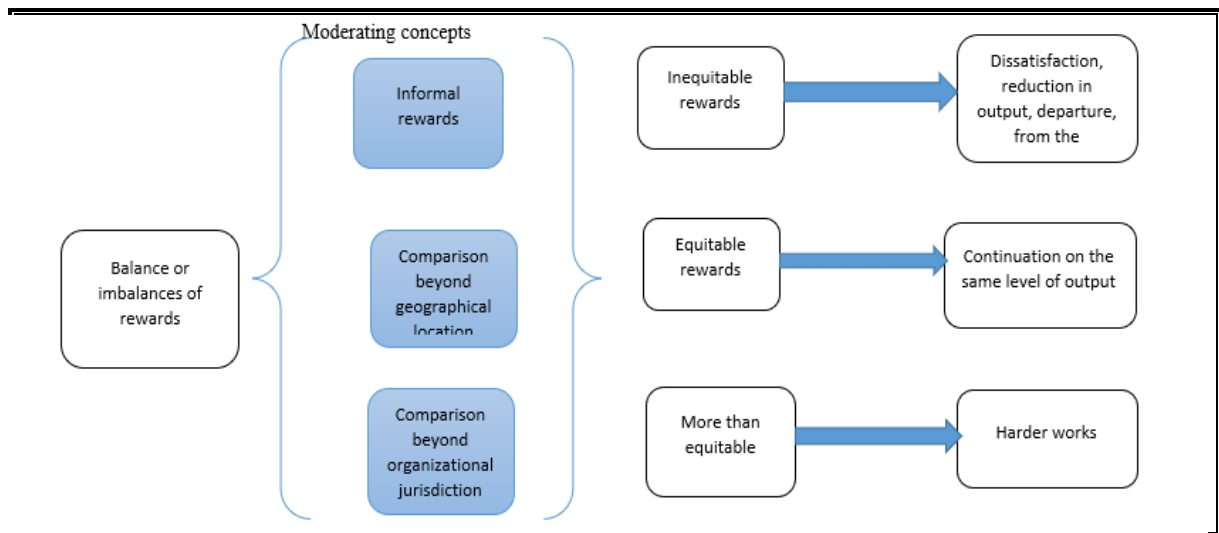 Moderating concepts
Balance or
imbalances of
rewards
Informal
rewards
Comparison
beyond
geographical
location
Comparison
beyond
organizational
jurisdiction
Inequitable
rewards
Dissatisfaction,
reduction in
output, departure,
from the
Equitable
rewards
Continuation on the
same level of output
More than
equitable
Harder works